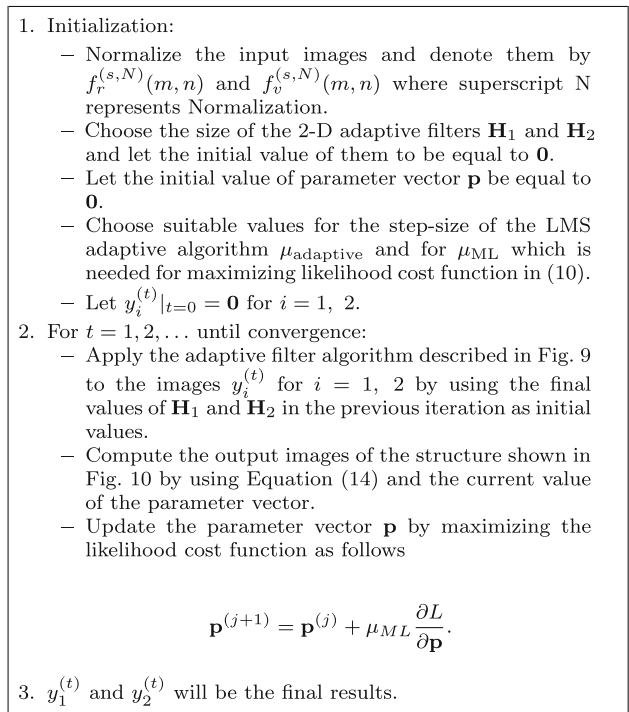 1. Initialization:
– Normalize the input images and denote them by
f_r^{(s,N)}(m, n) and f_v^{(s,N)}(m, n) where superscript N
represents Normalization.
– Choose the size of the 2-D adaptive filters H₁ and H₂
and let the initial value of them to be equal to 0.
– Let the initial value of parameter vector p be equal to
0.
– Choose suitable values for the step-size of the LMS
adaptive algorithm μ_adaptive and for μ_ML which is
needed for maximizing likelihood cost function in (10).
– Let y_i^{(t)}|_{t=0} = 0 for i = 1, 2.
2. For t = 1, 2, … until convergence:
– Apply the adaptive filter algorithm described in Fig. 9
to the images y_i^{(t)} for i = 1, 2 by using the final
values of H₁ and H₂ in the previous iteration as initial
values.
– Compute the output images of the structure shown in
Fig. 10 by using Equation (14) and the current value
of the parameter vector.
– Update the parameter vector p by maximizing the
likelihood cost function as follows
p^{(j+1)} = p^{(j)} + μ_{ML} ∂L/∂p.
3. y_1^{(t)} and y_2^{(t)} will be the final results.